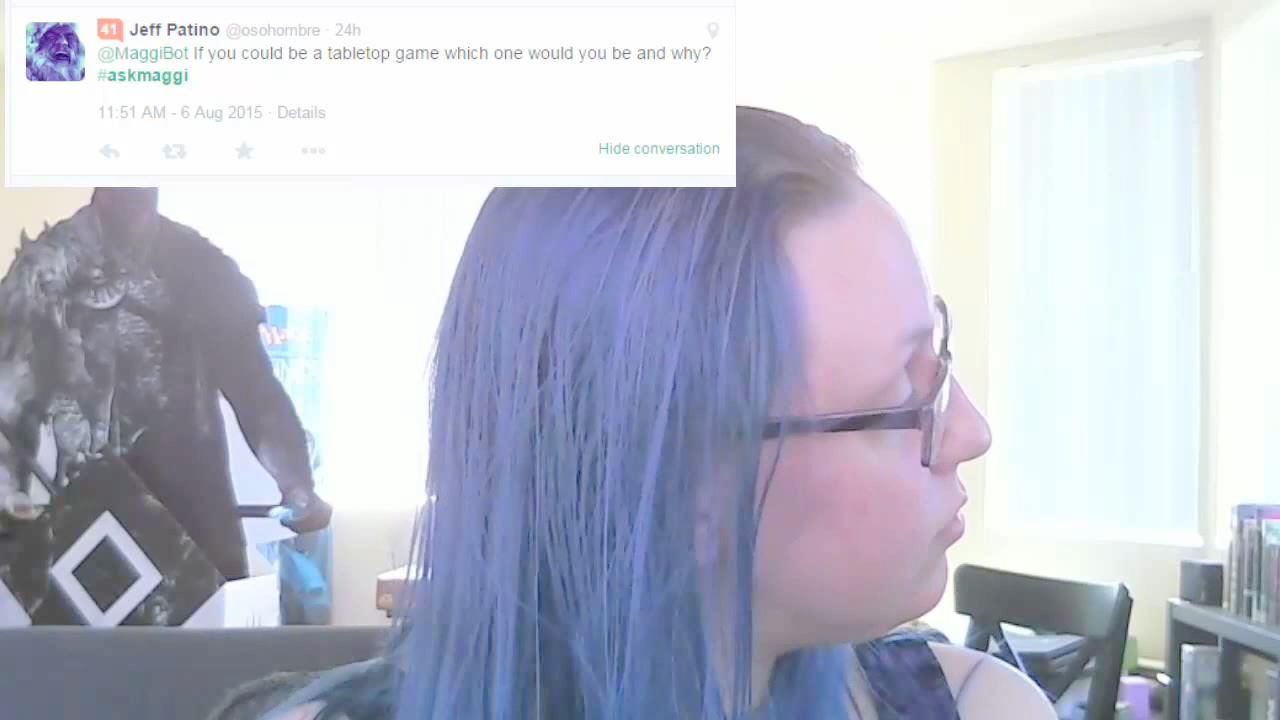 41 Jeff Patino @osohombre · 24h
@MaggiBot If you could be a tabletop game which one would you be and why?
#askmaggi
11:51 AM - 6 Aug 2015 · Details
Hide conversation